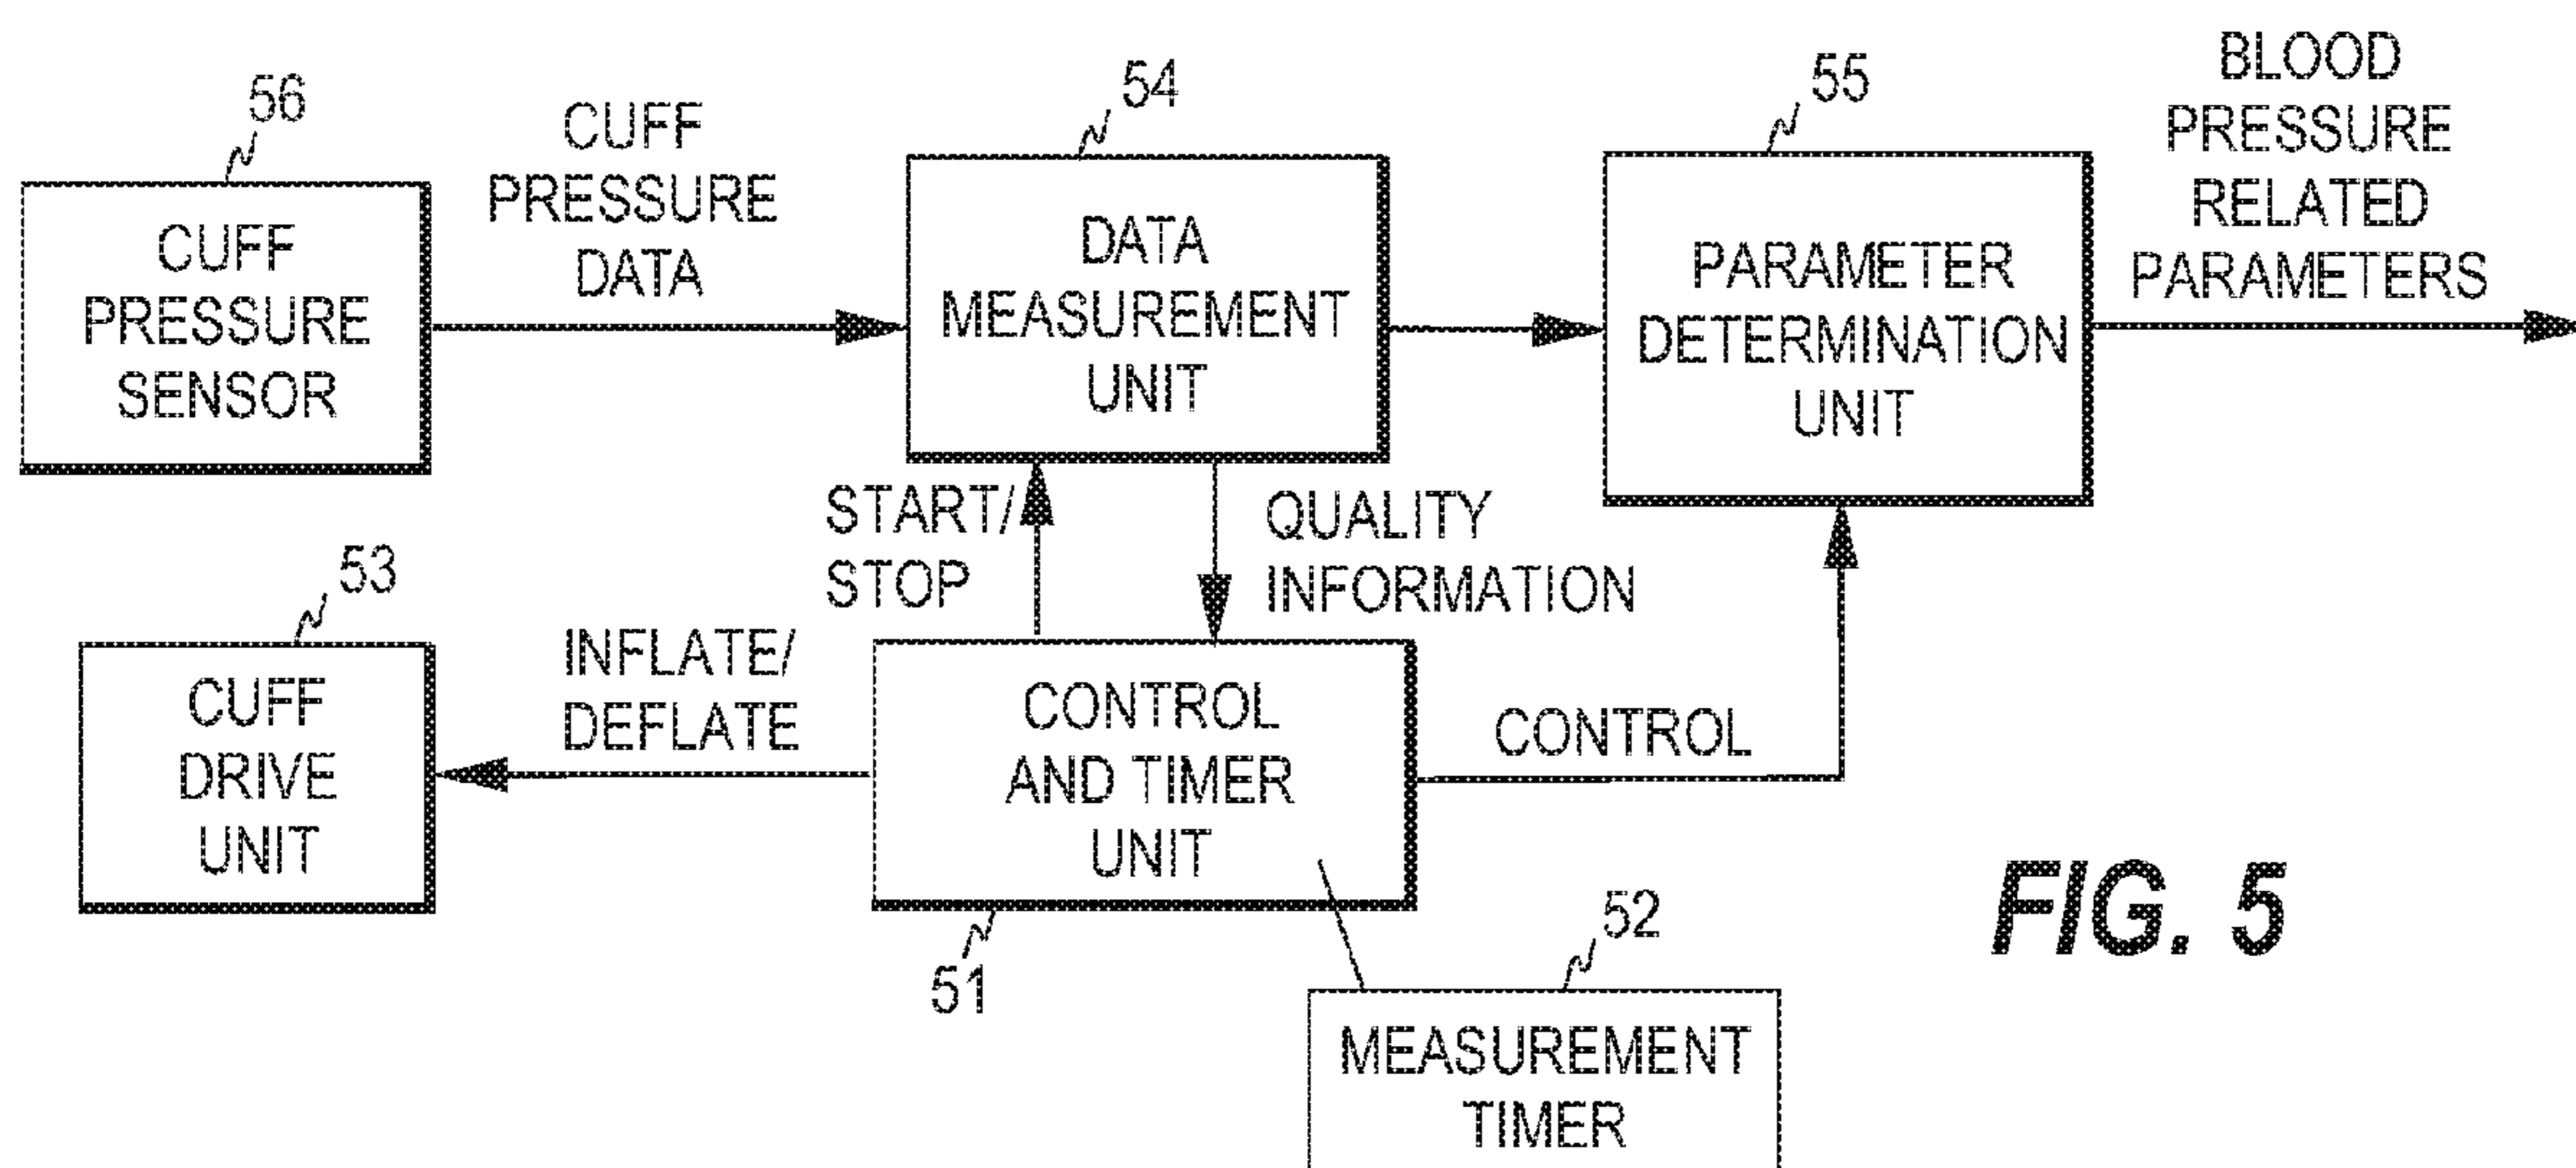 56
CUFF
PRESSURE
SENSOR
CUFF
PRESSURE
DATA
54
DATA
MEASUREMENT
UNIT
55
PARAMETER
DETERMINATION
UNIT
BLOOD
PRESSURE
RELATED
PARAMETERS
START/
STOP
QUALITY
INFORMATION
53
CUFF
DRIVE
UNIT
INFLATE/
DEFLATE
CONTROL
AND TIMER
UNIT
51
CONTROL
52
MEASUREMENT
TIMER
FIG. 5